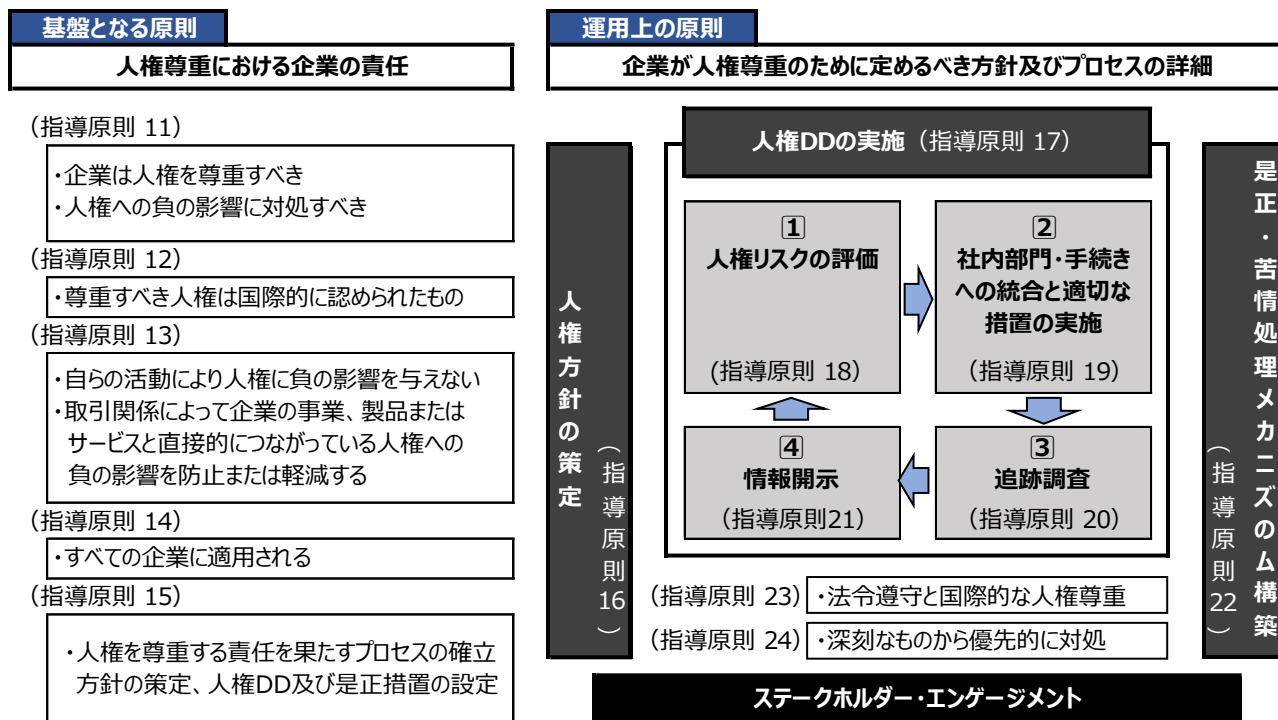 基盤となる原則
人権尊重における企業の責任
（指導原則 11）
・企業は人権を尊重すべき
・人権への負の影響に対処すべき
（指導原則 12）
・尊重すべき人権は国際的に認められたもの
（指導原則 13）
・自らの活動により人権に負の影響を与えない
・取引関係によって企業の事業、製品または
サービスと直接的につながっている人権への
負の影響を防止または軽減する
（指導原則 14）
・すべての企業に適用される
（指導原則 15）
・人権を尊重する責任を果たすプロセスの確立
方針の策定、人権DD及び是正措置の設定
運用上の原則
企業が人権尊重のために定めるべき方針及びプロセスの詳細
人権方針の策定
（指導原則16）
人権DDの実施（指導原則 17）
1
人権リスクの評価
(指導原則 18）
2
社内部門・手続き
への統合と適切な
措置の実施
（指導原則 19）
3
追跡調査
（指導原則 20）
4
情報開示
（指導原則21）
（指導原則 23）・法令遵守と国際的な人権尊重
（指導原則 24）・深刻なものから優先的に対処
是正・苦情処理メカニズのム構築
（指導原則22）
ステークホルダー・エンゲージメント